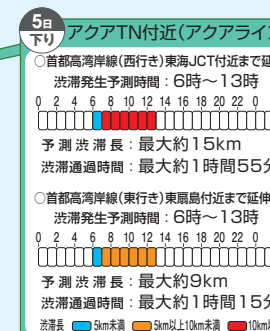 5日
下り
アクアTN付近(アクアライ
○首都高湾岸線(西行き)東海JCT付近まで延
渋滞発生予測時間：6時～13時
0 2 4 6 8 10 12 14 16 18 20 22 0
予測渋滞長：最大約15km
渋滞通過時間：最大約1時間55分
○首都高湾岸線(東行き)東扇島付近まで延伸
渋滞発生予測時間：6時～13時
0 2 4 6 8 10 12 14 16 18 20 22 0
予測渋滞長：最大約9km
渋滞通過時間：最大約1時間15分
渋滞長 5km未満 5km以上10km未満 10km以